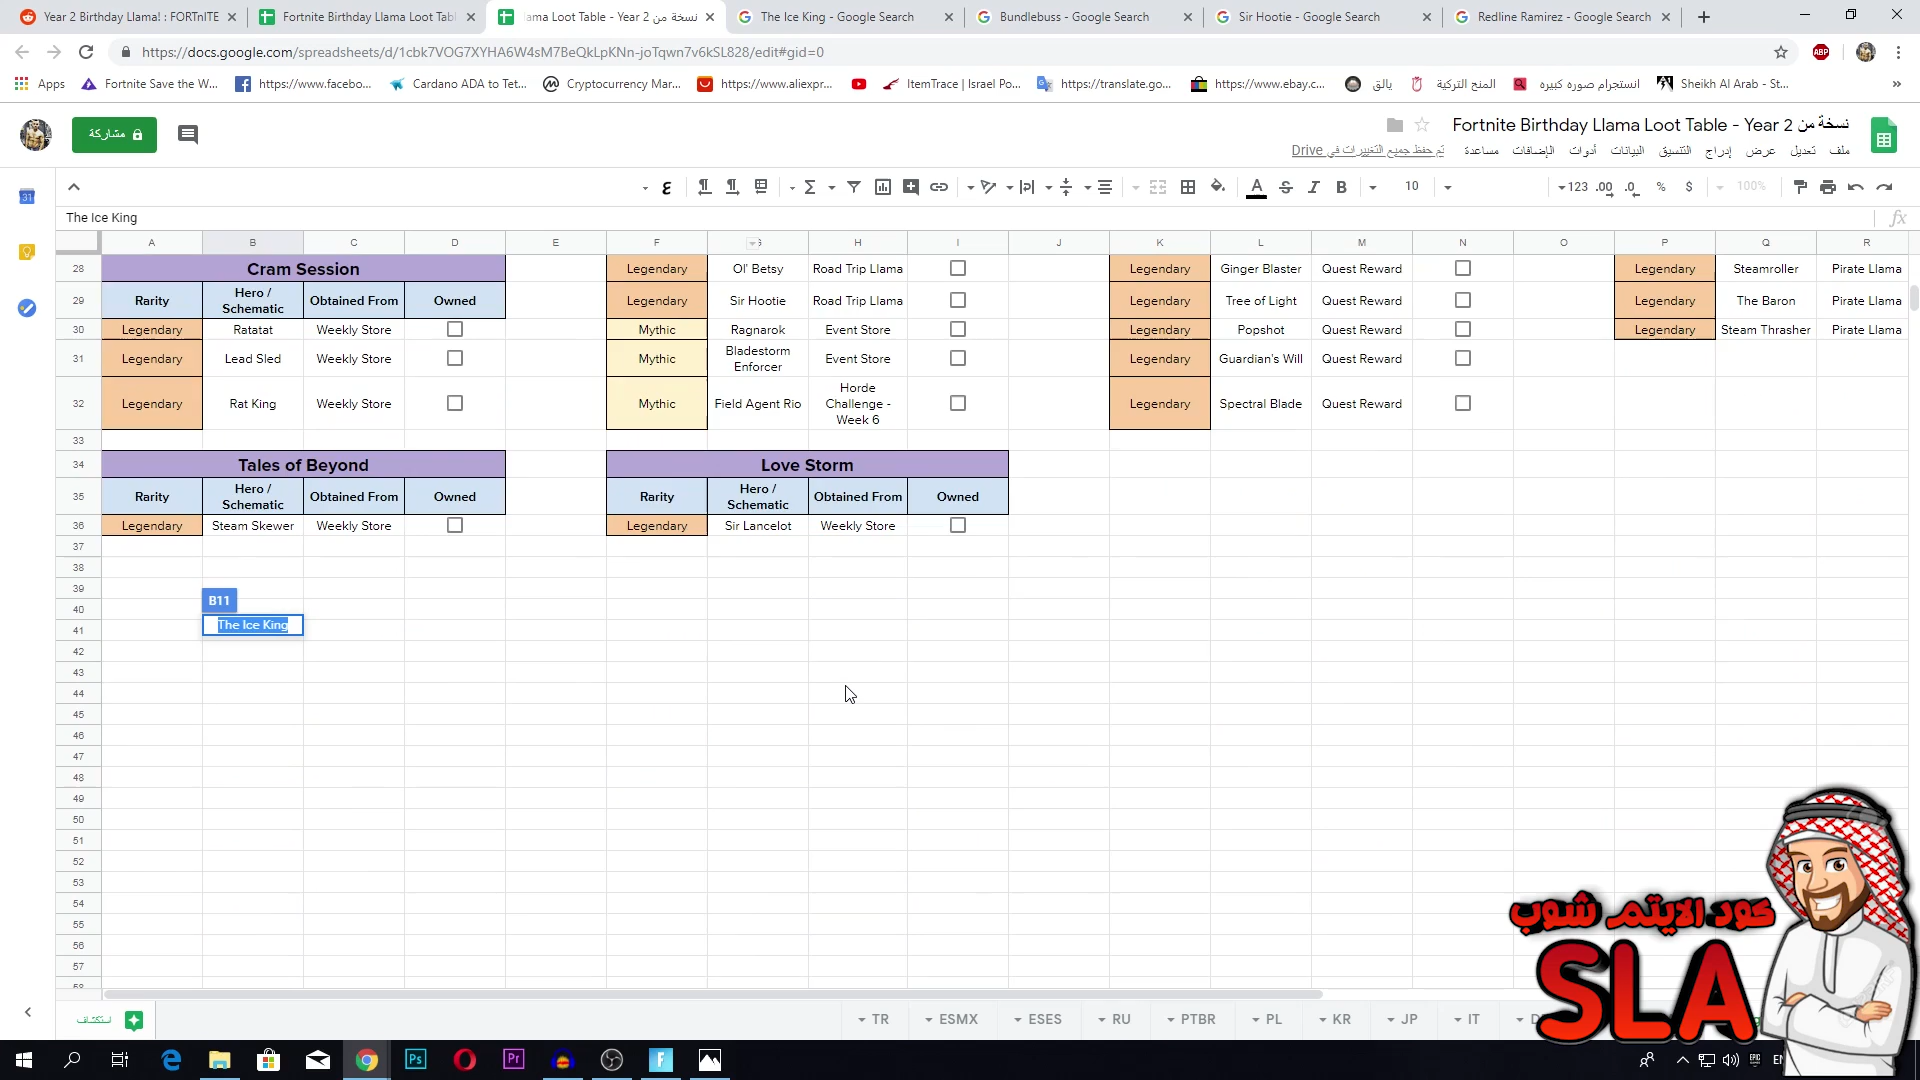 Year 2 Birthday Llama! : FORTnITE
Fortnite Birthday Llama Loot Tabl
lama Loot Table - Year 2 نسخة من
The Ice King - Google Search
Bundlebuss - Google Search
Sir Hootie - Google Search
Redline Ramirez - Google Search
https://docs.google.com/spreadsheets/d/1cbk7VOG7XYHA6W4sM7BeQkLpKNn-joTqwn7v6kSL828/edit#gid=0
ABP
Apps
Fortnite Save the W...
https://www.facebo...
Cardano ADA to Tet...
Cryptocurrency Mar...
https://www.aliexpr...
ItemTrace | Israel Po...
https://translate.go...
https://www.ebay.c...
يالق
المنح التركية
انستجرام صوره كبيره
Sheikh Al Arab - St...
مشاركة
Fortnite Birthday Llama Loot Table - Year 2 نسخة من
ملف تعديل عرض إدراج التنسيق البيانات أدوات الإضافات مساعدة
تم حفظ جميع التغييرات في Drive
10 123 .00 .0 % $ 100%
The Ice King
fx
A B C D E F G H I J K L M N O P Q R
28 Cram Session Legendary Ol' Betsy Road Trip Llama Legendary Ginger Blaster Quest Reward Legendary Steamroller Pirate Llama
29 Rarity Hero / Schematic Obtained From Owned Legendary Sir Hootie Road Trip Llama Legendary Tree of Light Quest Reward Legendary The Baron Pirate Llama
30 Legendary Ratatat Weekly Store Mythic Ragnarok Event Store Legendary Popshot Quest Reward Legendary Steam Thrasher Pirate Llama
31 Legendary Lead Sled Weekly Store Mythic Bladestorm Enforcer Event Store Legendary Guardian's Will Quest Reward
32 Legendary Rat King Weekly Store Mythic Field Agent Rio Horde Challenge - Week 6 Legendary Spectral Blade Quest Reward
33
34 Tales of Beyond Love Storm
35 Rarity Hero / Schematic Obtained From Owned Rarity Hero / Schematic Obtained From Owned
36 Legendary Steam Skewer Weekly Store Legendary Sir Lancelot Weekly Store
37
38
39
B11
40
The Ice King
41
42
43
44
45
46
47
48
49
50
51
52
53
54
55
56
57
58
كود الايتم شوب
SLA
استكشاف
TR ESMX ESES RU PTBR PL KR JP IT D
31
Ps
Pr
EPIC